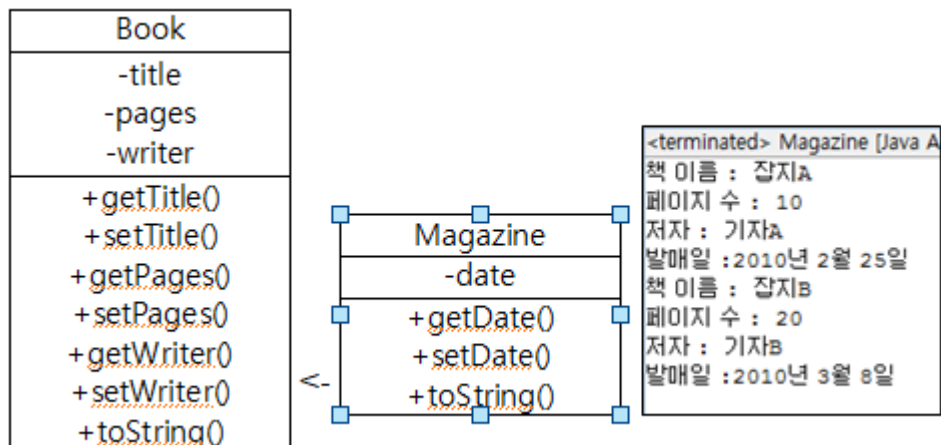 Book
-title
-pages
-writer
+getTitle()
+setTitle()
+getPages()
+setPages()
+getWriter()
+setWriter()
+toString()
<-
Magazine
-date
+getDate()
+setDate()
+toString()
<terminated> Magazine [Java A
책 이름 : 잡지A
페이지 수 : 10
저자 : 기자A
발매일 :2010년 2월 25일
책 이름 : 잡지B
페이지 수 : 20
저자 : 기자B
발매일 :2010년 3월 8일